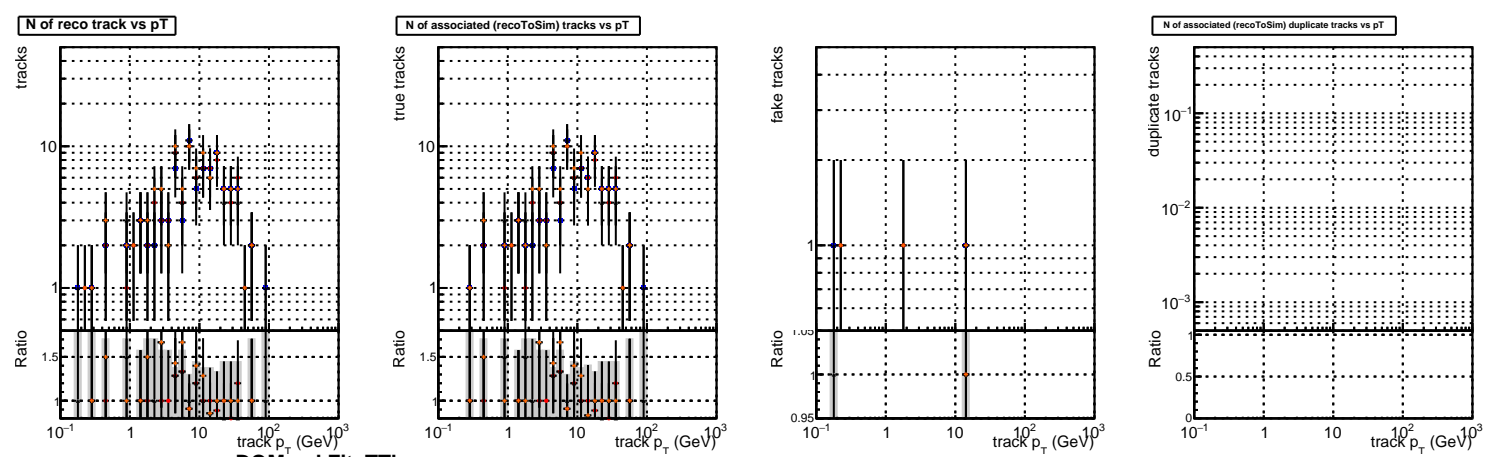 N of reco track vs pT
tracks
10
1
Ratio
1.5
1
10⁻¹ 1 10 10² 10³
track p_T (GeV)
N of associated (recoToSim) tracks vs pT
true tracks
10
1
Ratio
1.5
1
10⁻¹ 1 10 10² 10³
track p_T (GeV)
fake tracks
1
Ratio
1.05
1
0.95
10⁻¹ 1 10 10² 10³
track p_T (GeV)
N of associated (recoToSim) duplicate tracks vs pT
duplicate tracks
10⁻¹
10⁻²
10⁻³
Ratio
1
0.5
0
10⁻¹ 1 10 10² 10³
track p_T (GeV)